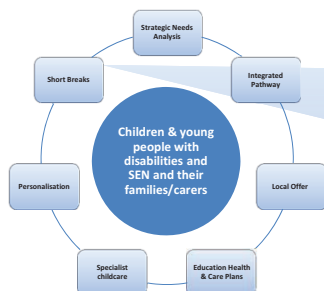 Strategic Needs
Analysis
Short Breaks
Integrated
Pathway
Children & young
people with
disabilities and
SEN and their
families/carers
Personalisation
Local Offer
Specialist
childcare
Education Health
& Care Plans